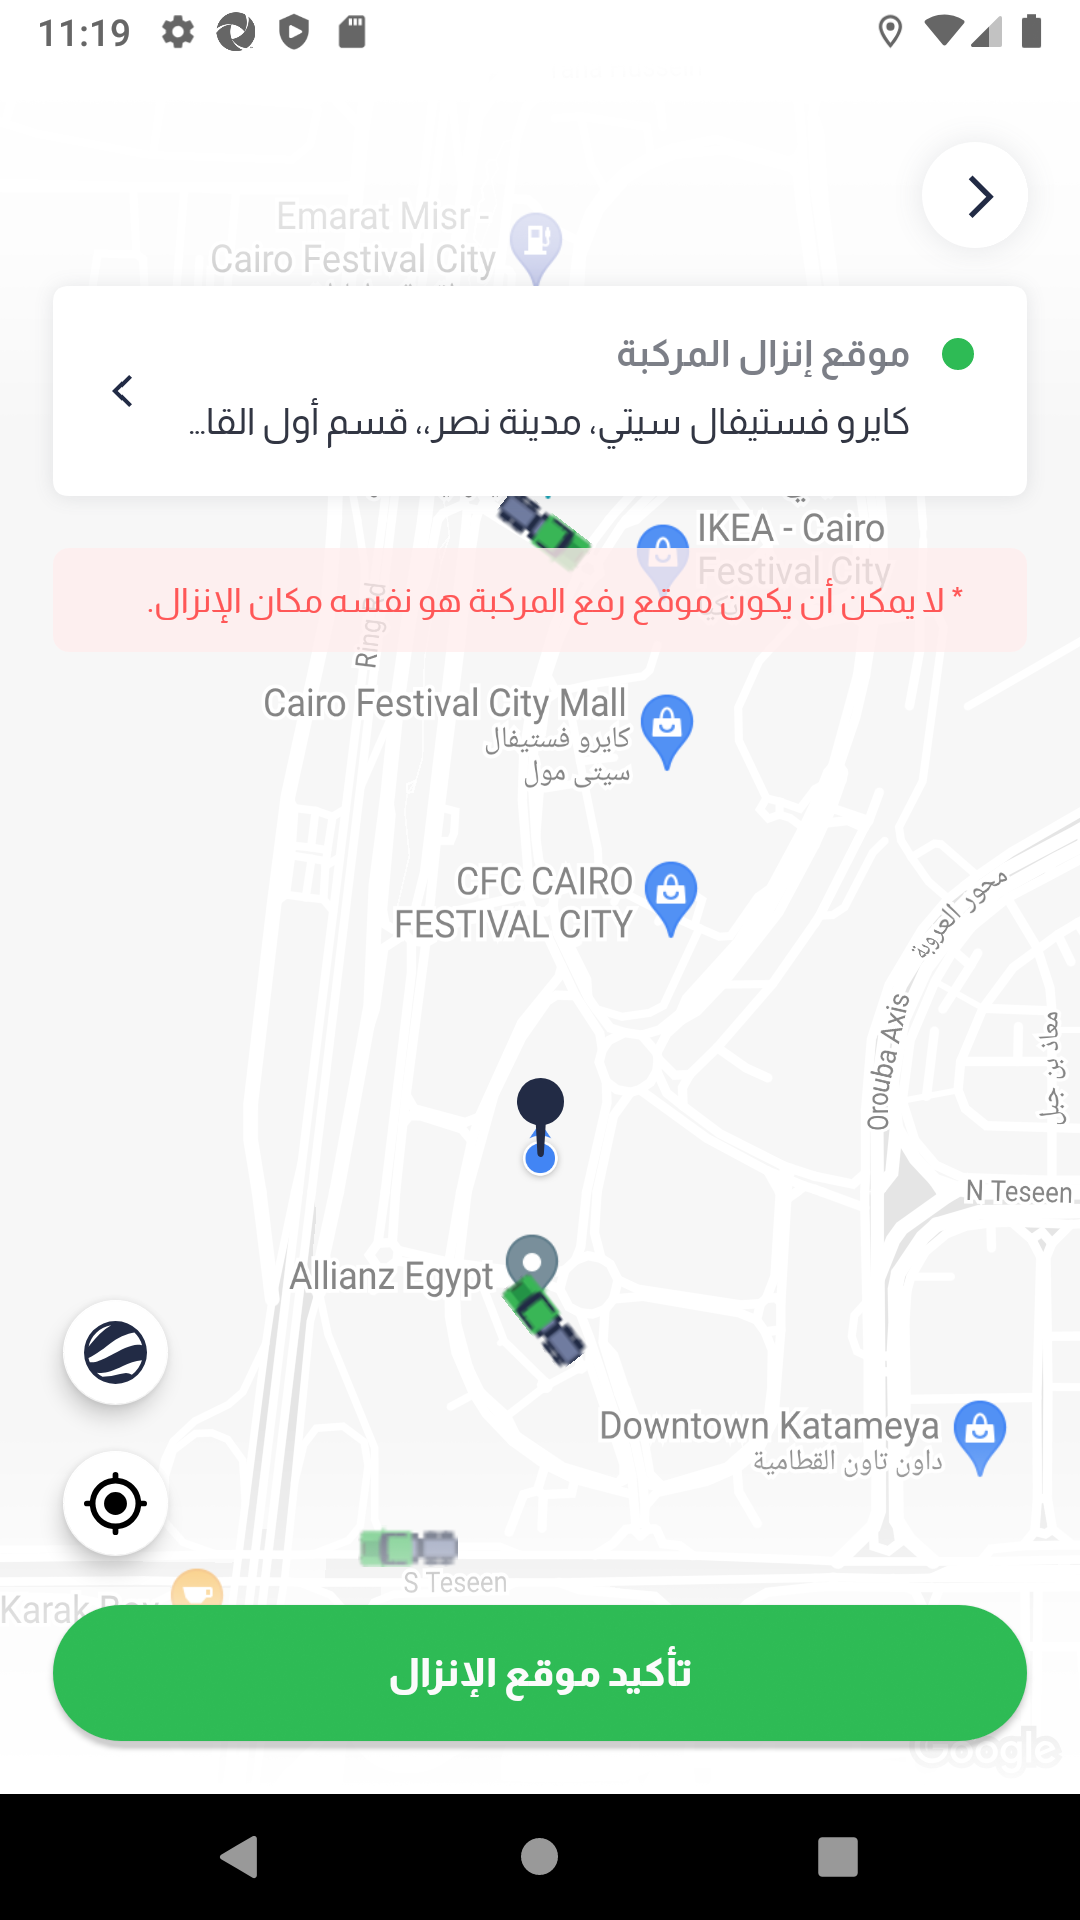 11:19
Emarat Misr -
Cairo Festival City
موقع إنزال المركبة
كايرو فستيفال سيتي، مدينة نصر،، قسم أول القا...
IKEA - Cairo
Festival City
* لا يمكن أن يكون موقع رفع المركبة هو نفسه مكان الإنزال.
Ring Rd
Cairo Festival City Mall
كايرو فستيفال
سيتى مول
CFC CAIRO
FESTIVAL CITY
محور العروبة
Orouba Axis
معاذ بن جبل
N Teseen
Allianz Egypt
Downtown Katameya
داون تاون القطامية
S Teseen
Karak
تأكيد موقع الإنزال
Google